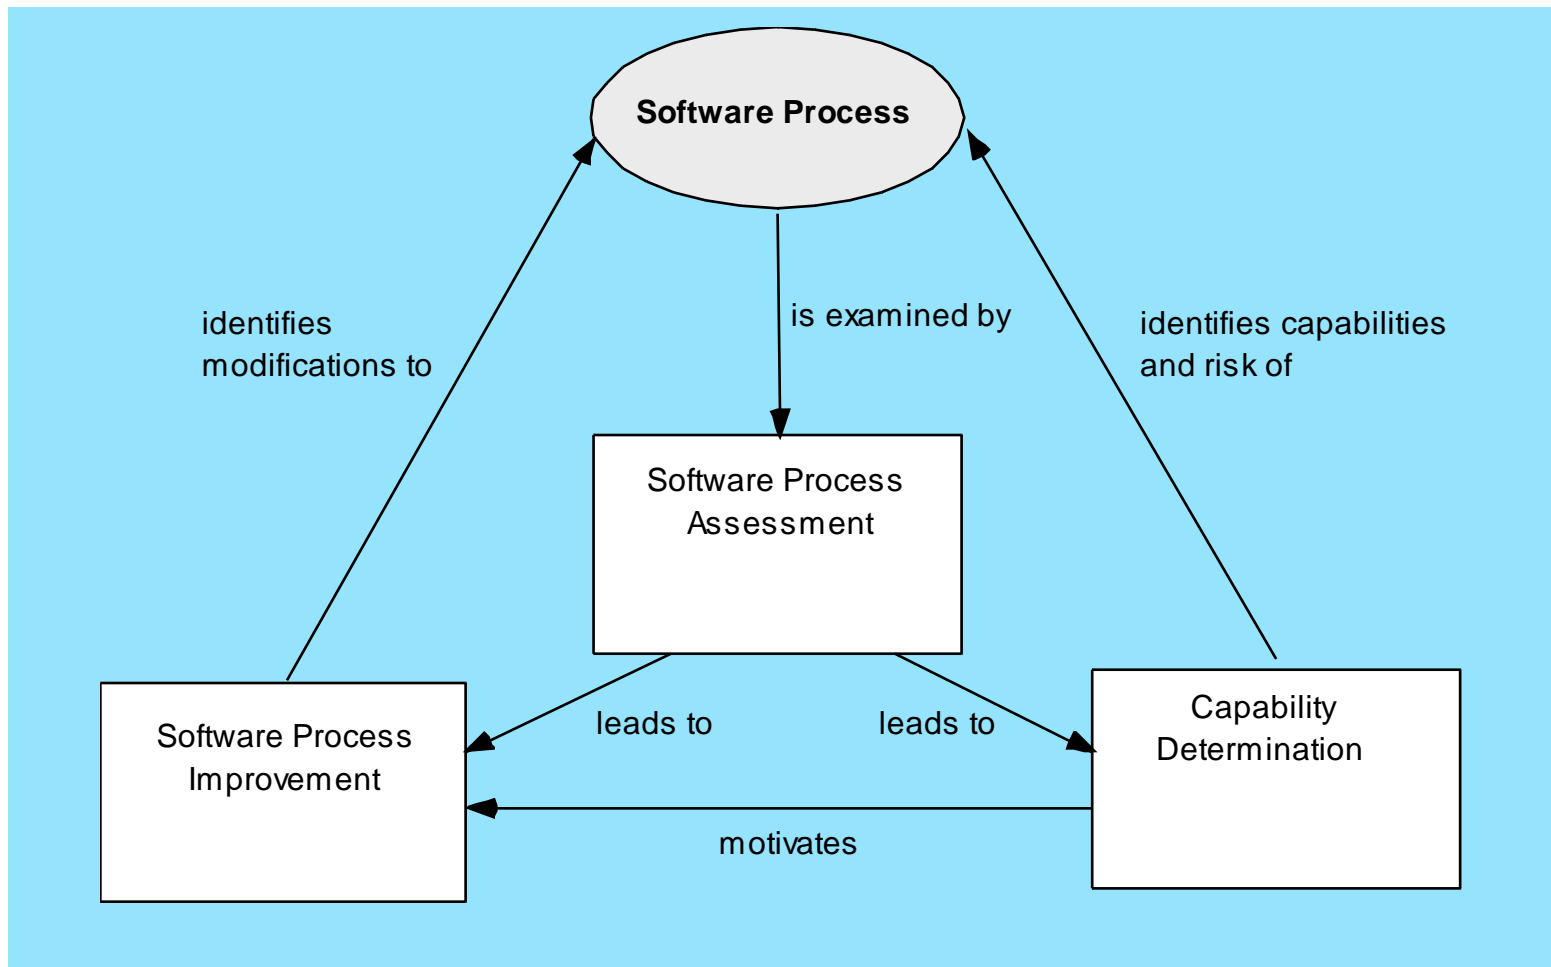 Software Process
is examined by
identifies
modifications to
identifies capabilities
and risk of
Software Process
Assessment
leads to
leads to
Software Process
Improvement
Capability
Determination
motivates